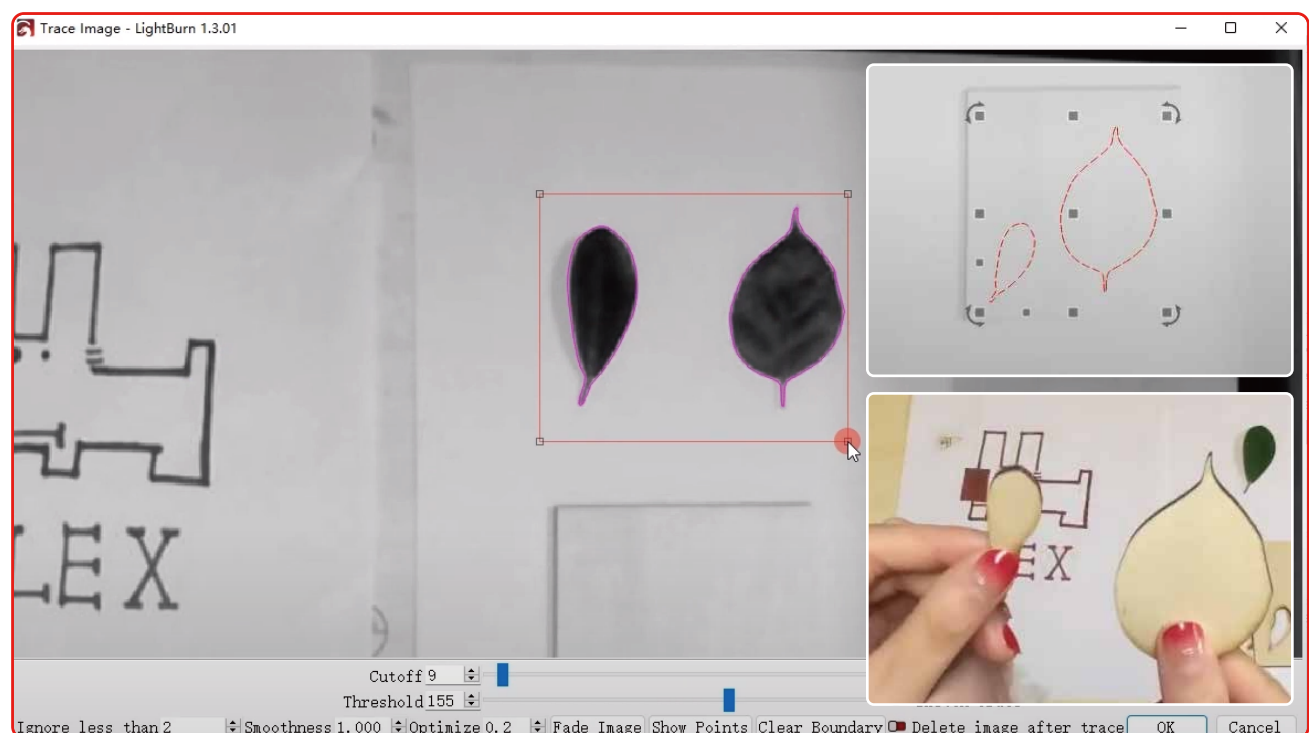 Trace Image - LightBurn 1.3.01
LEX
EX
Cutoff 9
Threshold 155
Ignore less than 2 Smoothness 1.000 Optimize 0.2 Fade Image Show Points Clear Boundary Delete image after trace OK Cancel